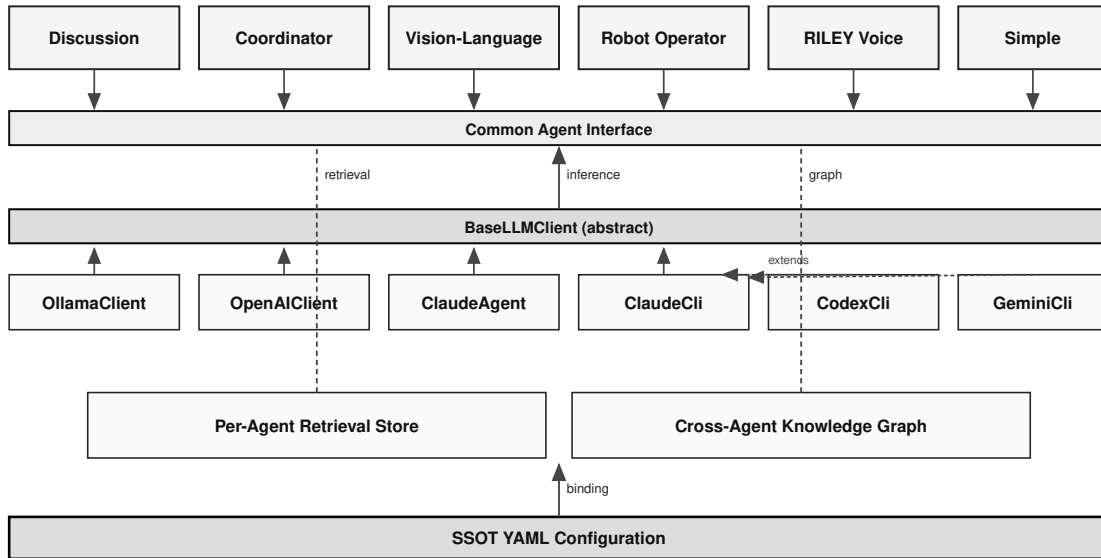 Discussion
Coordinator
Vision-Language
Robot Operator
RILEY Voice
Simple
Common Agent Interface
retrieval
inference
graph
BaseLLMClient (abstract)
extends
OllamaClient
OpenAIClient
ClaudeAgent
ClaudeCli
CodexCli
GeminiCli
Per-Agent Retrieval Store
Cross-Agent Knowledge Graph
binding
SSOT YAML Configuration